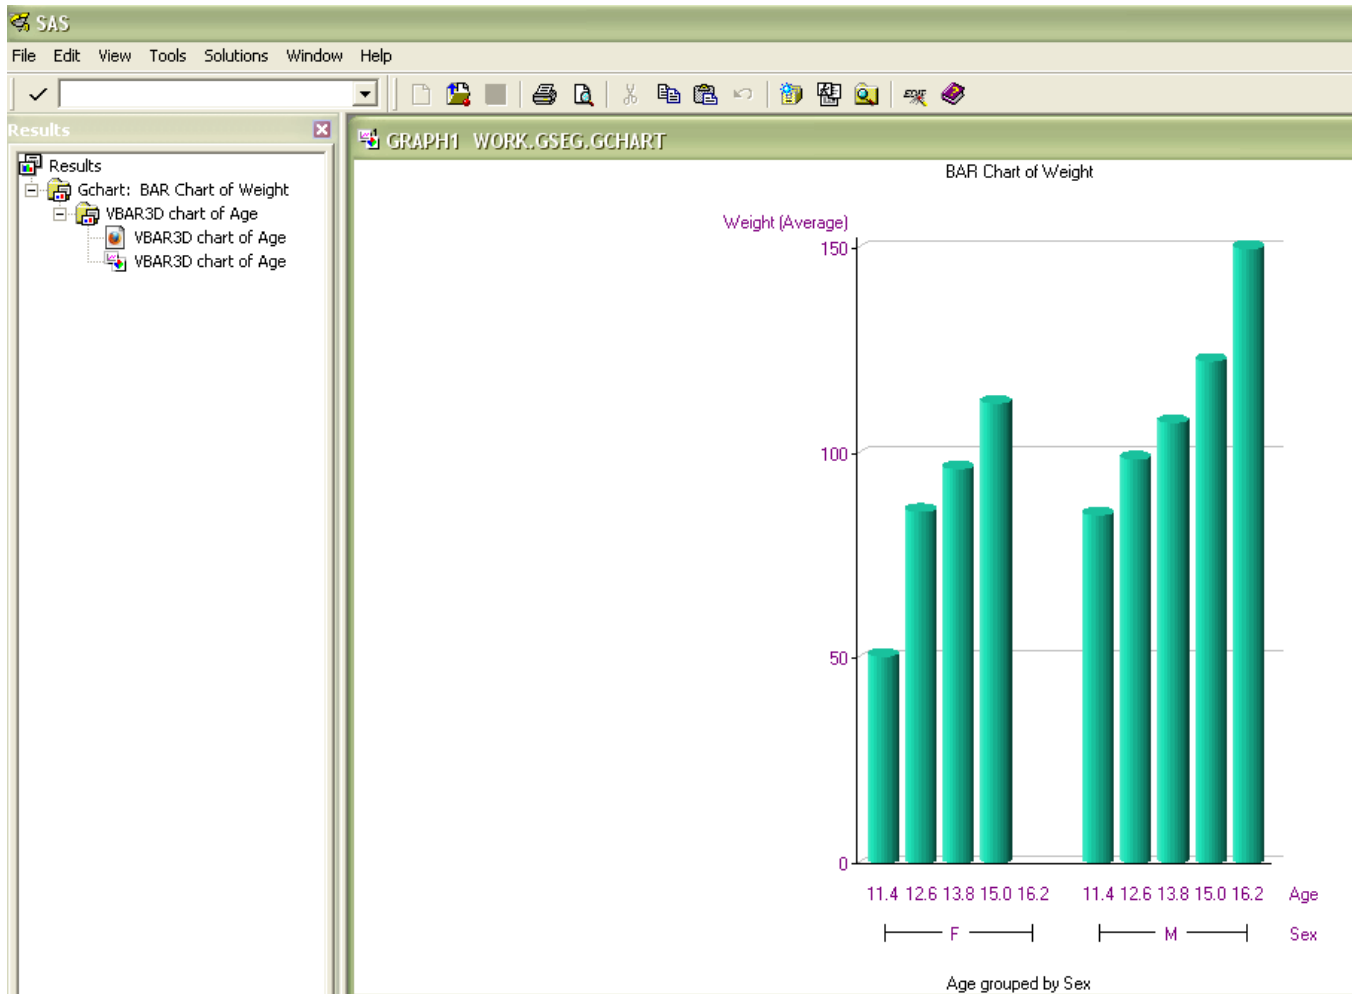 SAS
File Edit View Tools Solutions Window Help
Results
Results
Gchart: BAR Chart of Weight
VBAR3D chart of Age
VBAR3D chart of Age
VBAR3D chart of Age
GRAPH1 WORK.GSEG.GCHART
BAR Chart of Weight
Weight (Average)
150
100
50
0
11.4 12.6 13.8 15.0 16.2 11.4 12.6 13.8 15.0 16.2 Age
F M Sex
Age grouped by Sex